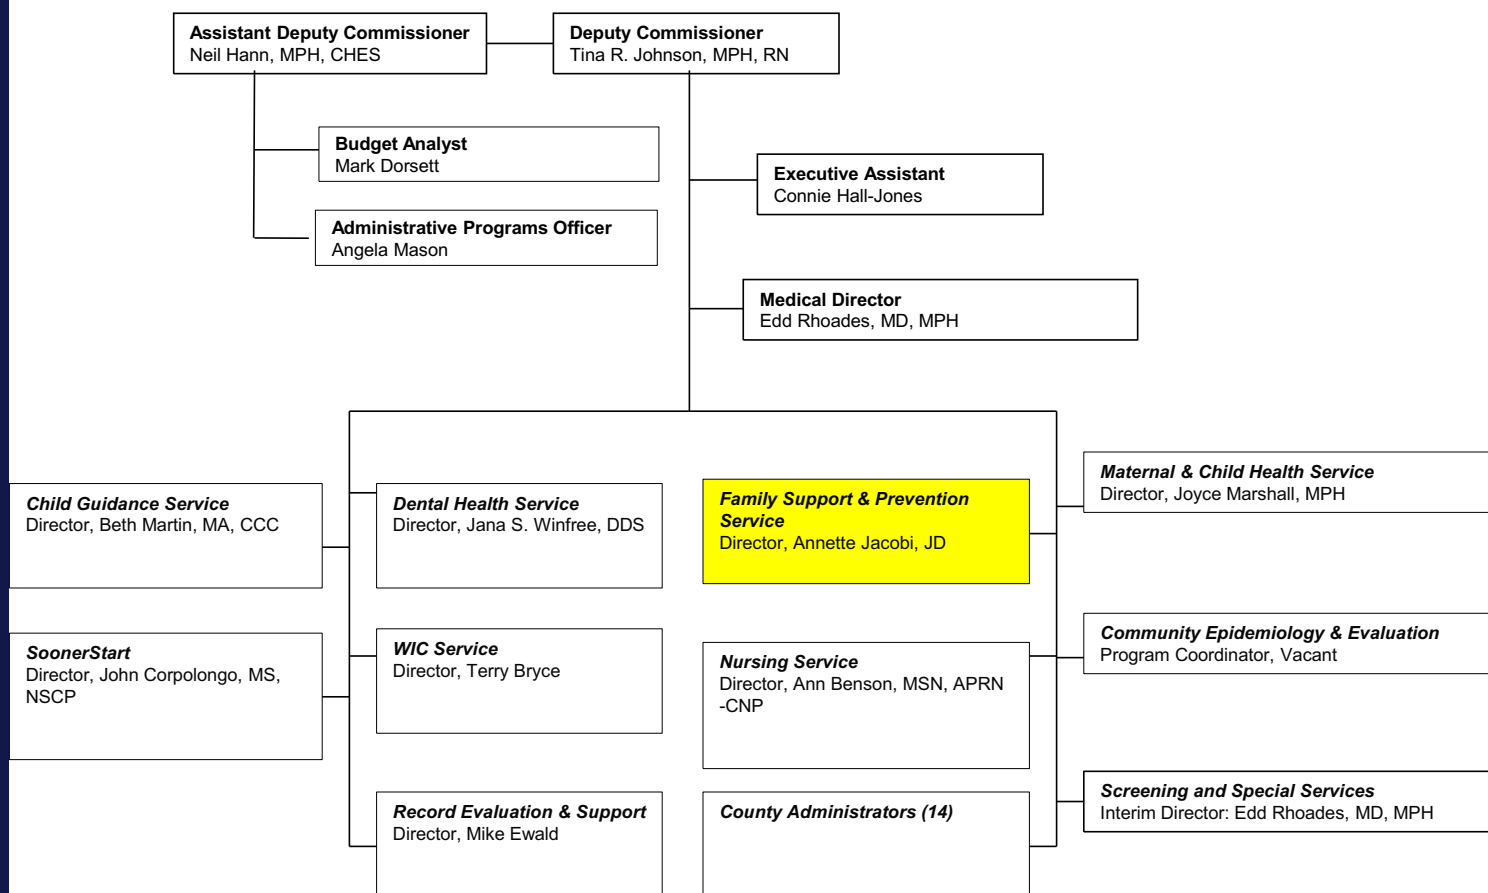 Assistant Deputy Commissioner
Neil Hann, MPH, CHES
Deputy Commissioner
Tina R. Johnson, MPH, RN
Budget Analyst
Mark Dorsett
Executive Assistant
Connie Hall-Jones
Administrative Programs Officer
Angela Mason
Medical Director
Edd Rhoades, MD, MPH
Child Guidance Service
Director, Beth Martin, MA, CCC
Dental Health Service
Director, Jana S. Winfree, DDS
Family Support & Prevention
Service
Director, Annette Jacobi, JD
Maternal & Child Health Service
Director, Joyce Marshall, MPH
SoonerStart
Director, John Corpolongo, MS,
NSCP
WIC Service
Director, Terry Bryce
Nursing Service
Director, Ann Benson, MSN, APRN
-CNP
Community Epidemiology & Evaluation
Program Coordinator, Vacant
Record Evaluation & Support
Director, Mike Ewald
County Administrators (14)
Screening and Special Services
Interim Director: Edd Rhoades, MD, MPH